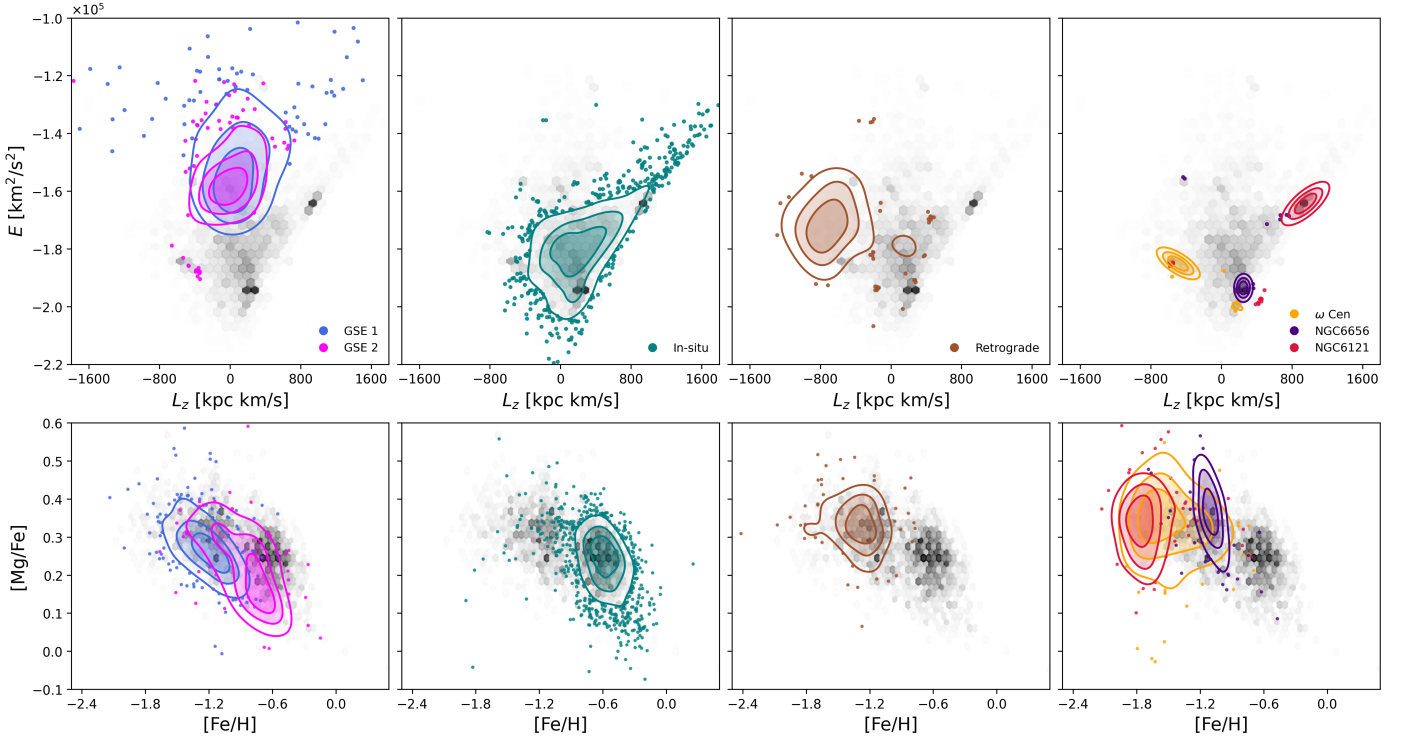 ×10⁵
−1.0
−1.2
−1.4
−1.6
−1.8
−2.0
−2.2
E [km²/s²]
GSE 1
GSE 2
In-situ
Retrograde
ω Cen
NGC6656
NGC6121
−1600 −800 0 800 1600
−1600 −800 0 800 1600
−1600 −800 0 800 1600
−1600 −800 0 800 1600
L_z [kpc km/s]
L_z [kpc km/s]
L_z [kpc km/s]
L_z [kpc km/s]
0.6
0.5
0.4
0.3
0.2
0.1
0.0
−0.1
[Mg/Fe]
−2.4 −1.8 −1.2 −0.6 0.0
−2.4 −1.8 −1.2 −0.6 0.0
−2.4 −1.8 −1.2 −0.6 0.0
−2.4 −1.8 −1.2 −0.6 0.0
[Fe/H]
[Fe/H]
[Fe/H]
[Fe/H]